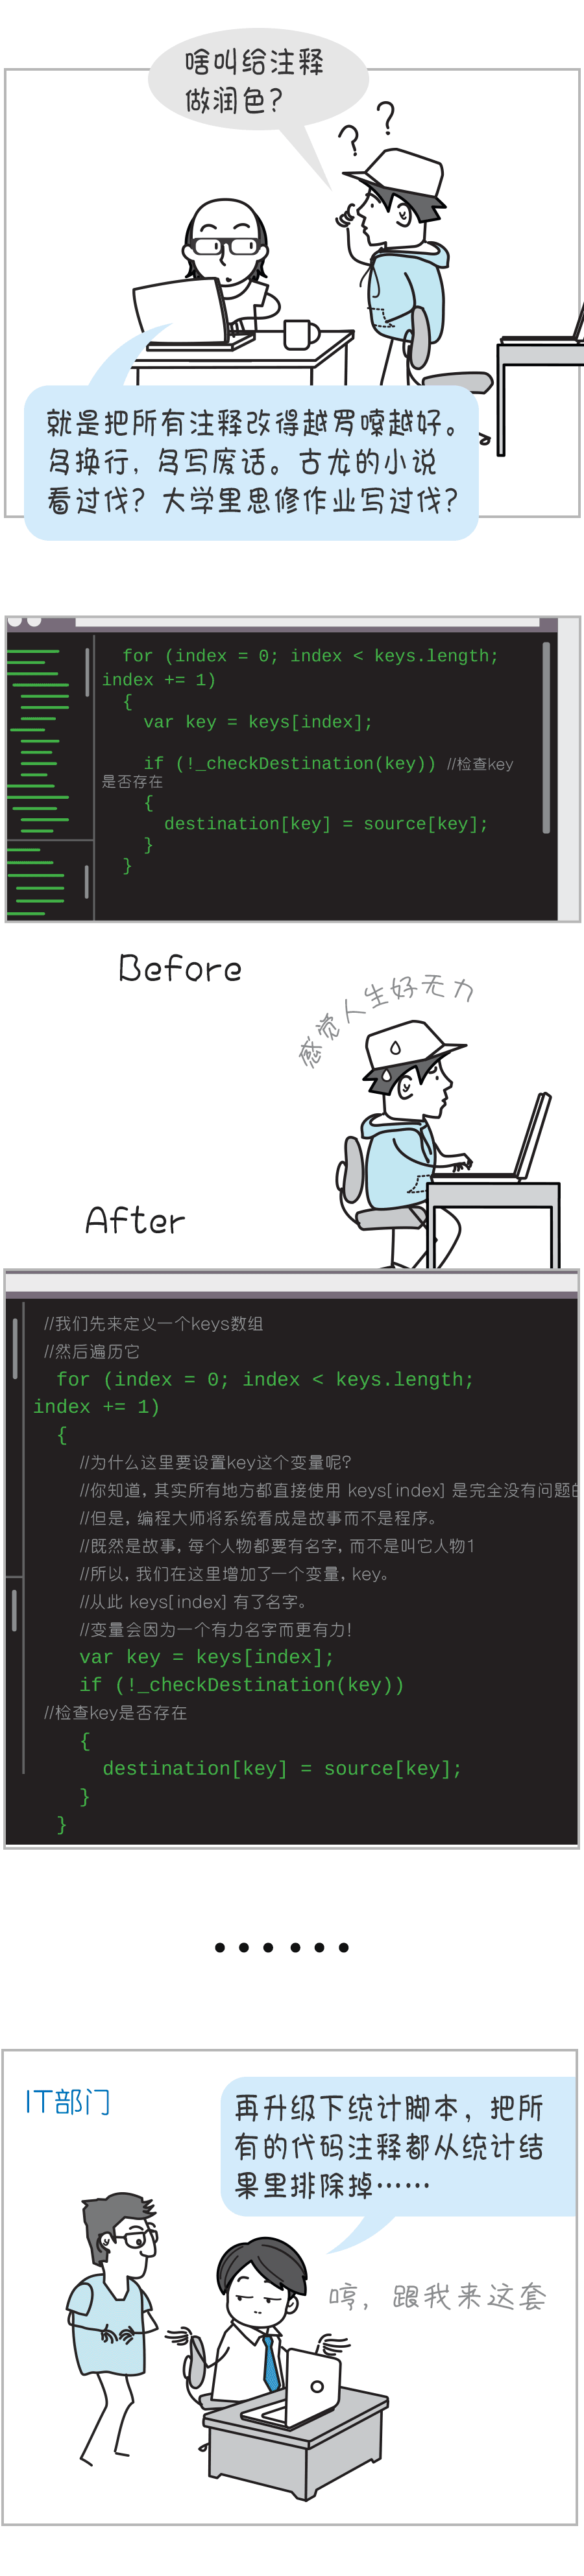 啥叫给注释
做润色？
? ?
就是把所有注释改得越罗嗦越好。
多换行，多写废话。古龙的小说
看过伐？大学里思修作业写过伐？
for (index = 0; index < keys.length;
index += 1)
{
var key = keys[index];
if (!_checkDestination(key)) //检查key
是否存在
{
destination[key] = source[key];
}
}
Before
感觉人生好无力
After
//我们先来定义一个keys数组
//然后遍历它
for (index = 0; index < keys.length;
index += 1)
{
//为什么这里要设置key这个变量呢？
//你知道，其实所有地方都直接使用 keys[index] 是完全没有问题的
//但是，编程大师将系统看成是故事而不是程序。
//既然是故事，每个人物都要有名字，而不是叫它人物1
//所以，我们在这里增加了一个变量，key。
//从此 keys[index] 有了名字。
//变量会因为一个有力名字而更有力！
var key = keys[index];
if (!_checkDestination(key))
//检查key是否存在
{
destination[key] = source[key];
}
}
······
IT部门
再升级下统计脚本，把所
有的代码注释都从统计结
果里排除掉……
哼，跟我来这套